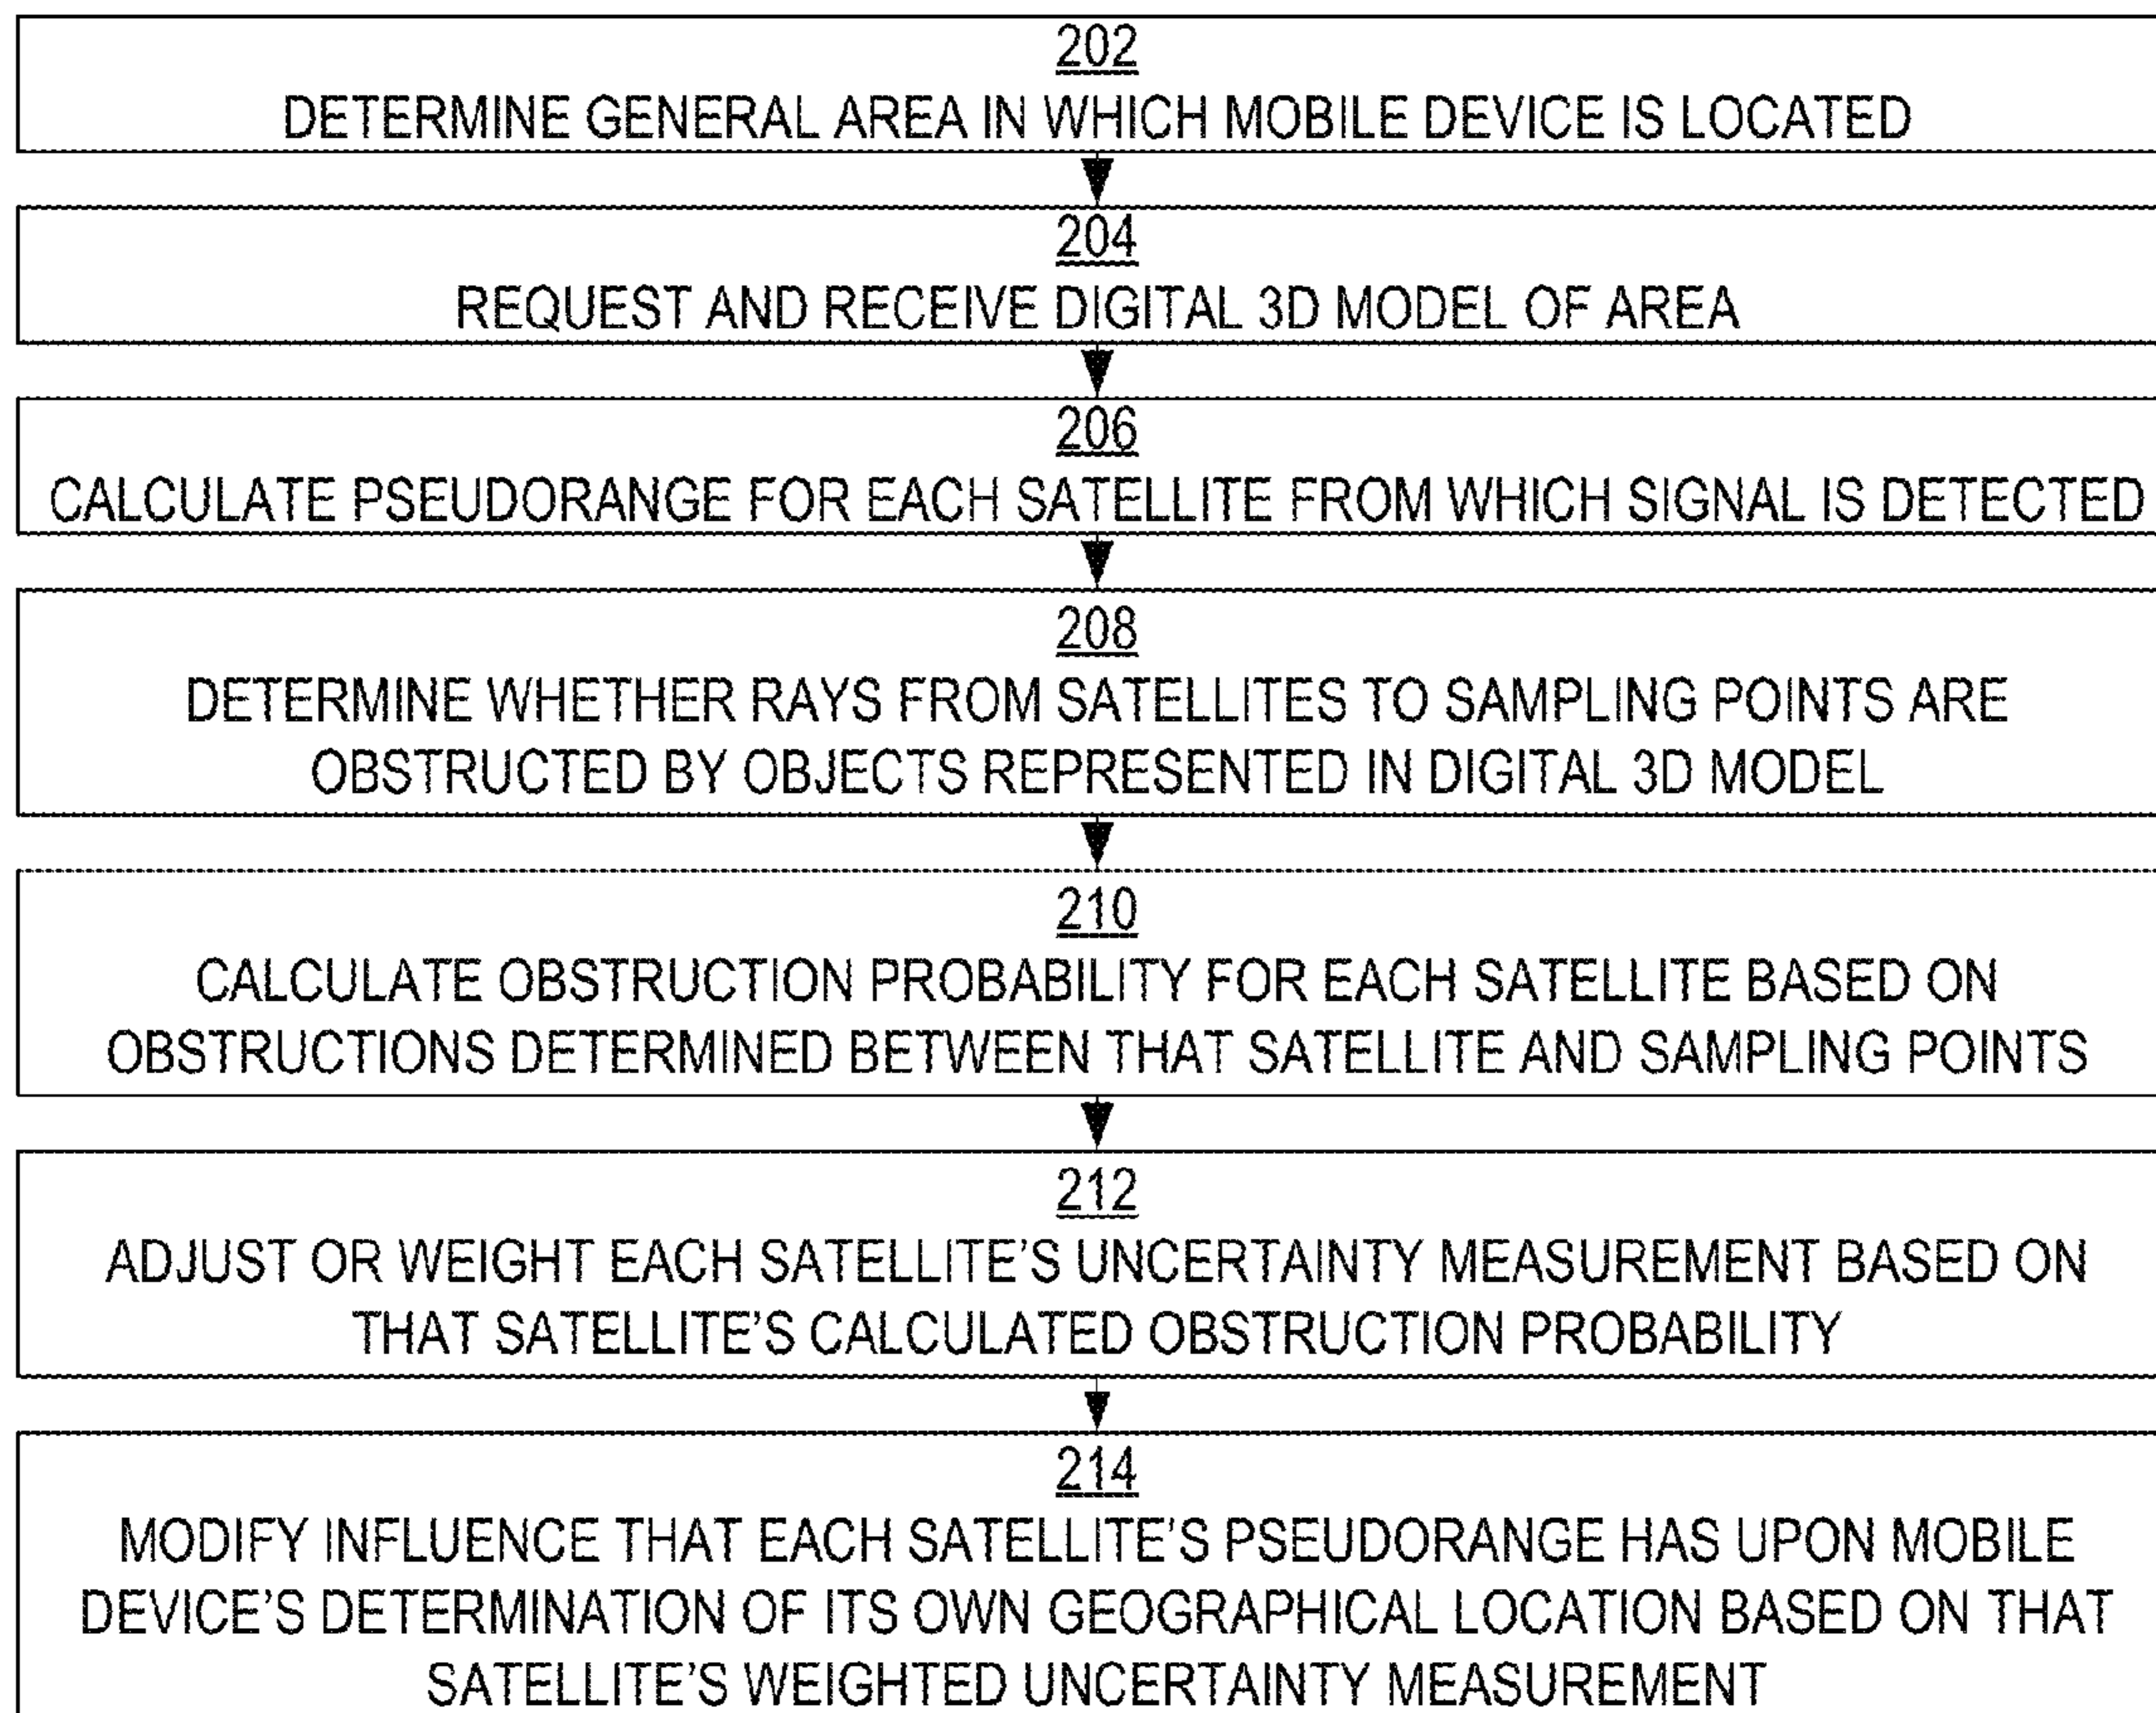 202
DETERMINE GENERAL AREA IN WHICH MOBILE DEVICE IS LOCATED
204
REQUEST AND RECEIVE DIGITAL 3D MODEL OF AREA
206
CALCULATE PSEUDORANGE FOR EACH SATELLITE FROM WHICH SIGNAL IS DETECTED
208
DETERMINE WHETHER RAYS FROM SATELLITES TO SAMPLING POINTS ARE
OBSTRUCTED BY OBJECTS REPRESENTED IN DIGITAL 3D MODEL
210
CALCULATE OBSTRUCTION PROBABILITY FOR EACH SATELLITE BASED ON
OBSTRUCTIONS DETERMINED BETWEEN THAT SATELLITE AND SAMPLING POINTS
212
ADJUST OR WEIGHT EACH SATELLITE'S UNCERTAINTY MEASUREMENT BASED ON
THAT SATELLITE'S CALCULATED OBSTRUCTION PROBABILITY
214
MODIFY INFLUENCE THAT EACH SATELLITE'S PSEUDORANGE HAS UPON MOBILE
DEVICE'S DETERMINATION OF ITS OWN GEOGRAPHICAL LOCATION BASED ON THAT
SATELLITE'S WEIGHTED UNCERTAINTY MEASUREMENT